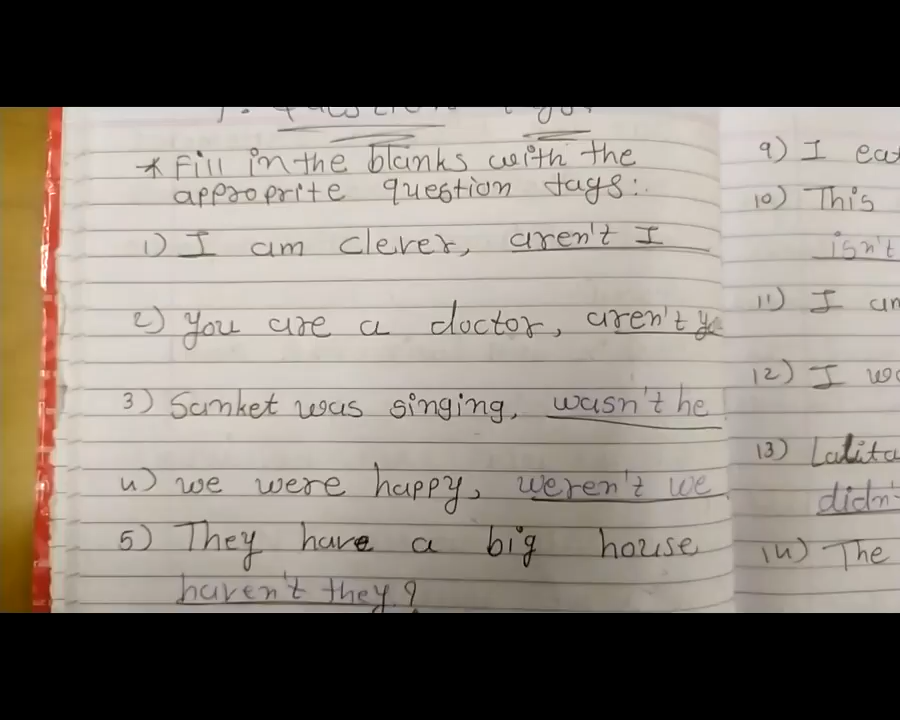 * Fill in the blanks with the
approprite question tags:.
1) I am clever, aren't I
2) You are a doctor, aren't
3) Sanket was singing, wasn't he
4) we were happy, weren't we
5) They have a big house
haven't they?
9) I
10) This
isn't
11) I
12) I
13) Lalita
14) The